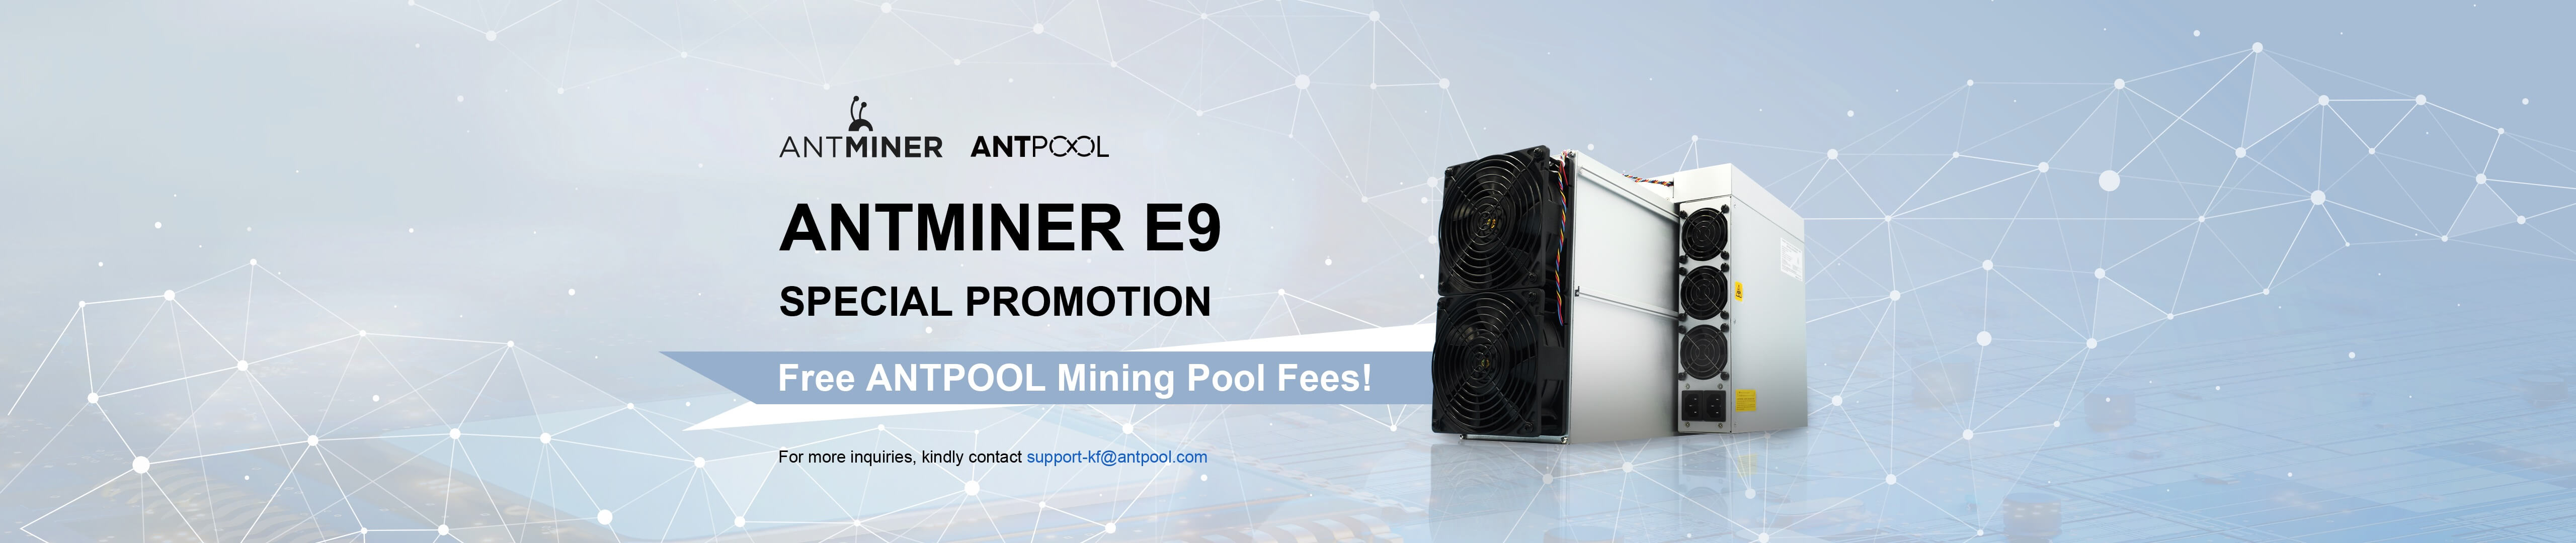 ANTMINER ANTPOOL
ANTMINER E9
SPECIAL PROMOTION
Free ANTPOOL Mining Pool Fees!
For more inquiries, kindly contact support-kf@antpool.com